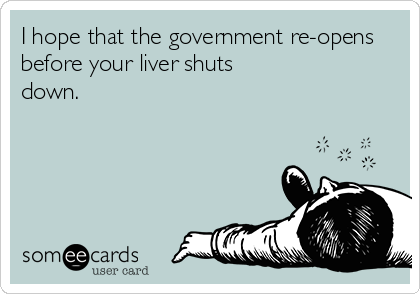 I hope that the government re-opens
before your liver shuts
down.
someecards
user card